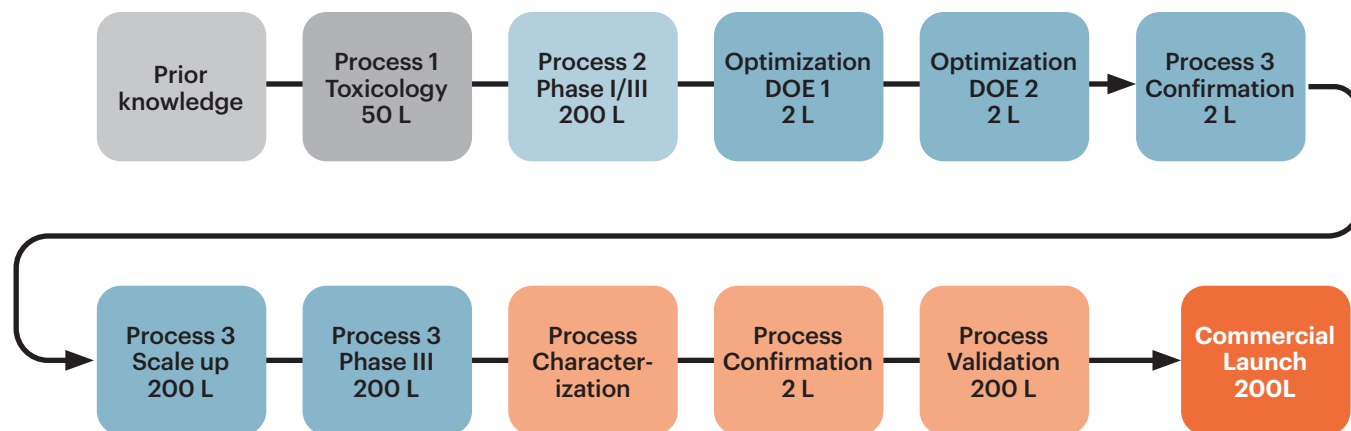 Prior
knowledge
Process 1
Toxicology
50 L
Process 2
Phase I/III
200 L
Optimization
DOE 1
2 L
Optimization
DOE 2
2 L
Process 3
Confirmation
2 L
Process 3
Scale up
200 L
Process 3
Phase III
200 L
Process
Character-
ization
Process
Confirmation
2 L
Process
Validation
200 L
Commercial
Launch
200L